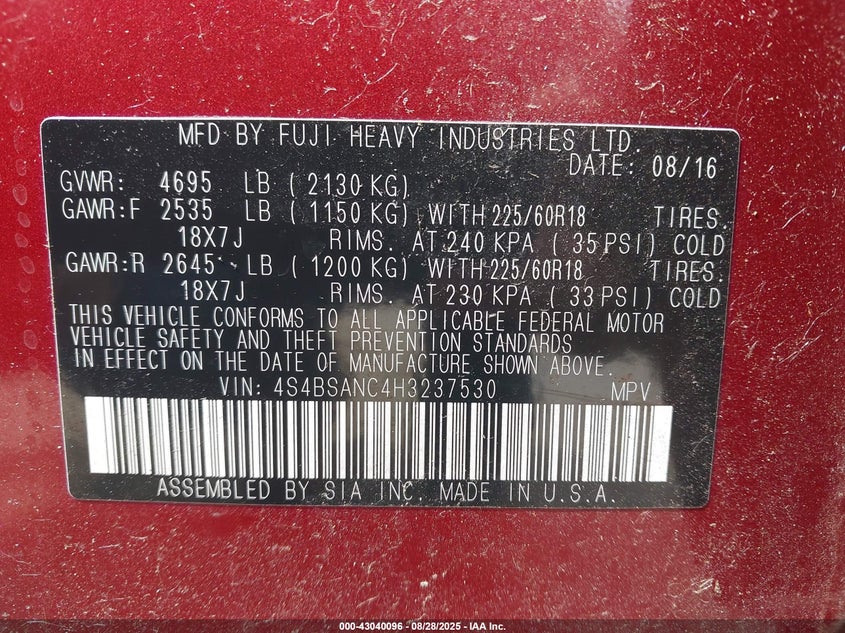 MFD BY FUJI HEAVY INDUSTRIES LTD.
DATE: 08/16
GVWR: 4695 LB ( 2130 KG)
GAWR:F 2535 LB ( 1150 KG) WITH 225/60R18 TIRES.
18X7J RIMS. AT 240 KPA ( 35 PSI) COLD
GAWR:R 2645 LB ( 1200 KG) WITH 225/60R18 TIRES.
18X7J RIMS. AT 230 KPA ( 33 PSI) COLD
THIS VEHICLE CONFORMS TO ALL APPLICABLE FEDERAL MOTOR
VEHICLE SAFETY AND THEFT PREVENTION STANDARDS
IN EFFECT ON THE DATE OF MANUFACTURE SHOWN ABOVE.
VIN: 4S4BSANC4H3237530 MPV
ASSEMBLED BY SIA INC. MADE IN U.S.A.
000-43040096 - 08/28/2025 - IAA Inc.